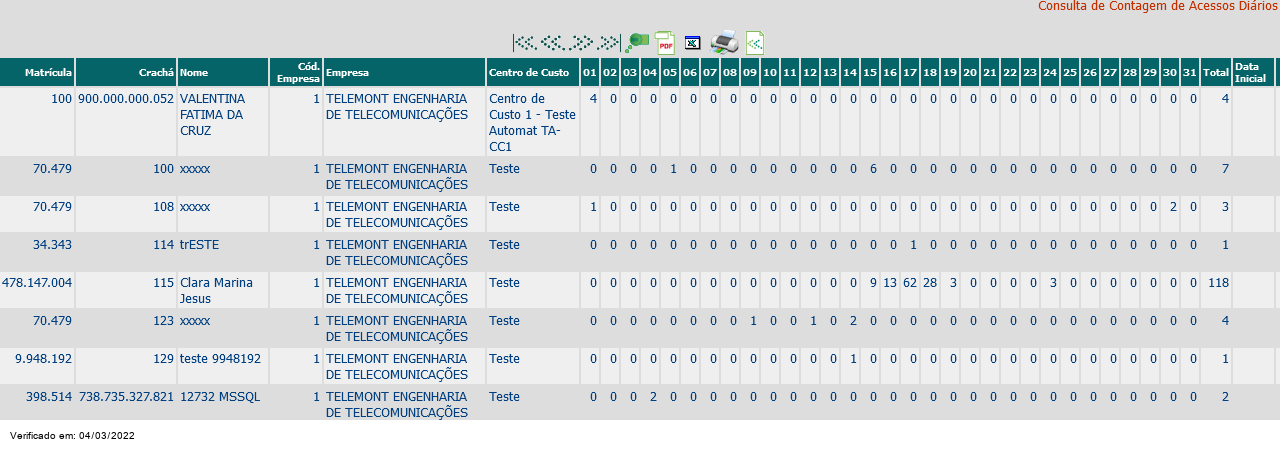 Consulta de Contagem de Acessos Diários
PDF
Matrícula Crachá Nome Cód. Empresa Empresa Centro de Custo 01 02 03 04 05 06 07 08 09 10 11 12 13 14 15 16 17 18 19 20 21 22 23 24 25 26 27 28 29 30 31 Total Data Inicial
100 900.000.000.052 VALENTINA 1 TELEMONT ENGENHARIA Centro de 4 0 0 0 0 0 0 0 0 0 0 0 0 0 0 0 0 0 0 0 0 0 0 0 0 0 0 0 0 0 0 4
FATIMA DA DE TELECOMUNICAÇÕES Custo 1 - Teste
CRUZ Automat TA-
CC1
70.479 100 xxxxx 1 TELEMONT ENGENHARIA Teste 0 0 0 0 1 0 0 0 0 0 0 0 0 0 6 0 0 0 0 0 0 0 0 0 0 0 0 0 0 0 0 7
DE TELECOMUNICAÇÕES
70.479 108 xxxxx 1 TELEMONT ENGENHARIA Teste 1 0 0 0 0 0 0 0 0 0 0 0 0 0 0 0 0 0 0 0 0 0 0 0 0 0 0 0 0 2 0 3
DE TELECOMUNICAÇÕES
34.343 114 trESTE 1 TELEMONT ENGENHARIA Teste 0 0 0 0 0 0 0 0 0 0 0 0 0 0 0 0 1 0 0 0 0 0 0 0 0 0 0 0 0 0 0 1
DE TELECOMUNICAÇÕES
478.147.004 115 Clara Marina 1 TELEMONT ENGENHARIA Teste 0 0 0 0 0 0 0 0 0 0 0 0 0 0 9 13 62 28 3 0 0 0 0 3 0 0 0 0 0 0 0 118
Jesus DE TELECOMUNICAÇÕES
70.479 123 xxxxx 1 TELEMONT ENGENHARIA Teste 0 0 0 0 0 0 0 0 1 0 0 1 0 2 0 0 0 0 0 0 0 0 0 0 0 0 0 0 0 0 0 4
DE TELECOMUNICAÇÕES
9.948.192 129 teste 9948192 1 TELEMONT ENGENHARIA Teste 0 0 0 0 0 0 0 0 0 0 0 0 0 1 0 0 0 0 0 0 0 0 0 0 0 0 0 0 0 0 0 1
DE TELECOMUNICAÇÕES
398.514 738.735.327.821 12732 MSSQL 1 TELEMONT ENGENHARIA Teste 0 0 0 2 0 0 0 0 0 0 0 0 0 0 0 0 0 0 0 0 0 0 0 0 0 0 0 0 0 0 0 2
DE TELECOMUNICAÇÕES
Verificado em: 04/03/2022